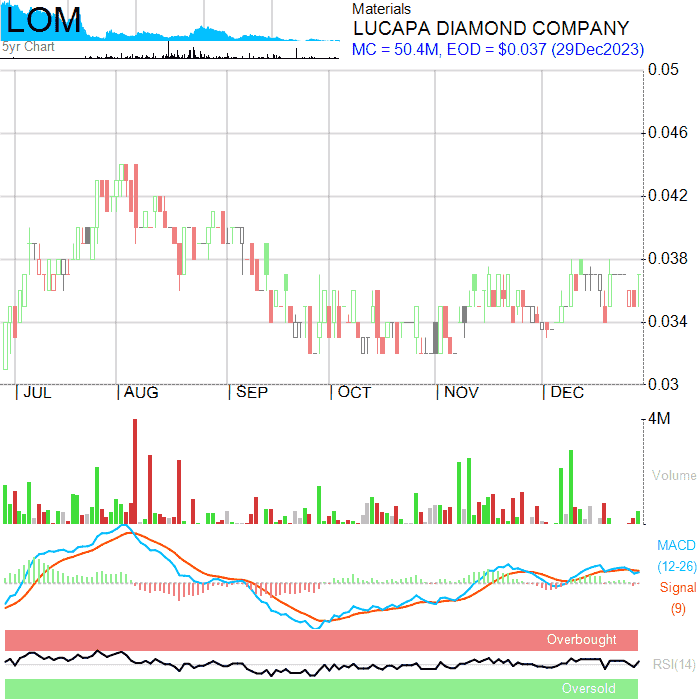 LOM
5yr Chart
Materials
LUCAPA DIAMOND COMPANY
MC = 50.4M, EOD = $0.037 (29Dec2023)
0.05
0.046
0.042
0.038
0.034
0.03
JUL AUG SEP OCT NOV DEC
4M
Volume
MACD
(12-26)
Signal
(9)
Overbought
RSI(14)
Oversold